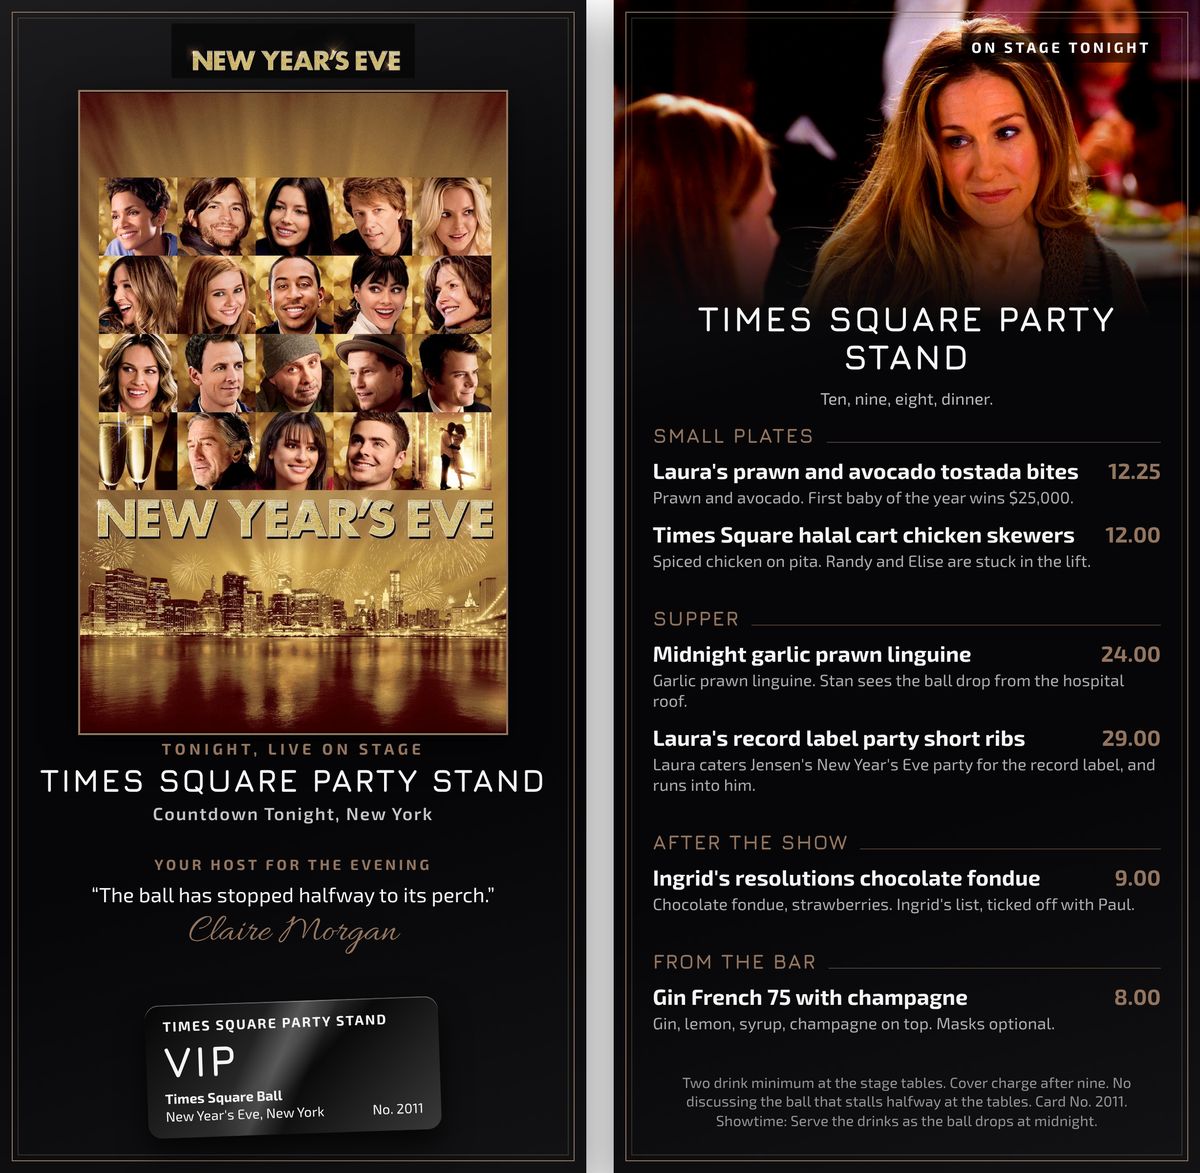 NEW YEAR'S EVE
NEW YEAR'S EVE
TONIGHT, LIVE ON STAGE
TIMES SQUARE PARTY STAND
Countdown Tonight, New York
YOUR HOST FOR THE EVENING
“The ball has stopped halfway to its perch.”
Claire Morgan
TIMES SQUARE PARTY STAND
VIP
Times Square Ball
New Year's Eve, New York
No. 2011
ON STAGE TONIGHT
TIMES SQUARE PARTY
STAND
Ten, nine, eight, dinner.
SMALL PLATES
Laura's prawn and avocado tostada bites 12.25
Prawn and avocado. First baby of the year wins $25,000.
Times Square halal cart chicken skewers 12.00
Spiced chicken on pita. Randy and Elise are stuck in the lift.
SUPPER
Midnight garlic prawn linguine 24.00
Garlic prawn linguine. Stan sees the ball drop from the hospital
roof.
Laura's record label party short ribs 29.00
Laura caters Jensen's New Year's Eve party for the record label, and
runs into him.
AFTER THE SHOW
Ingrid's resolutions chocolate fondue 9.00
Chocolate fondue, strawberries. Ingrid's list, ticked off with Paul.
FROM THE BAR
Gin French 75 with champagne 8.00
Gin, lemon, syrup, champagne on top. Masks optional.
Two drink minimum at the stage tables. Cover charge after nine. No
discussing the ball that stalls halfway at the tables. Card No. 2011.
Showtime: Serve the drinks as the ball drops at midnight.